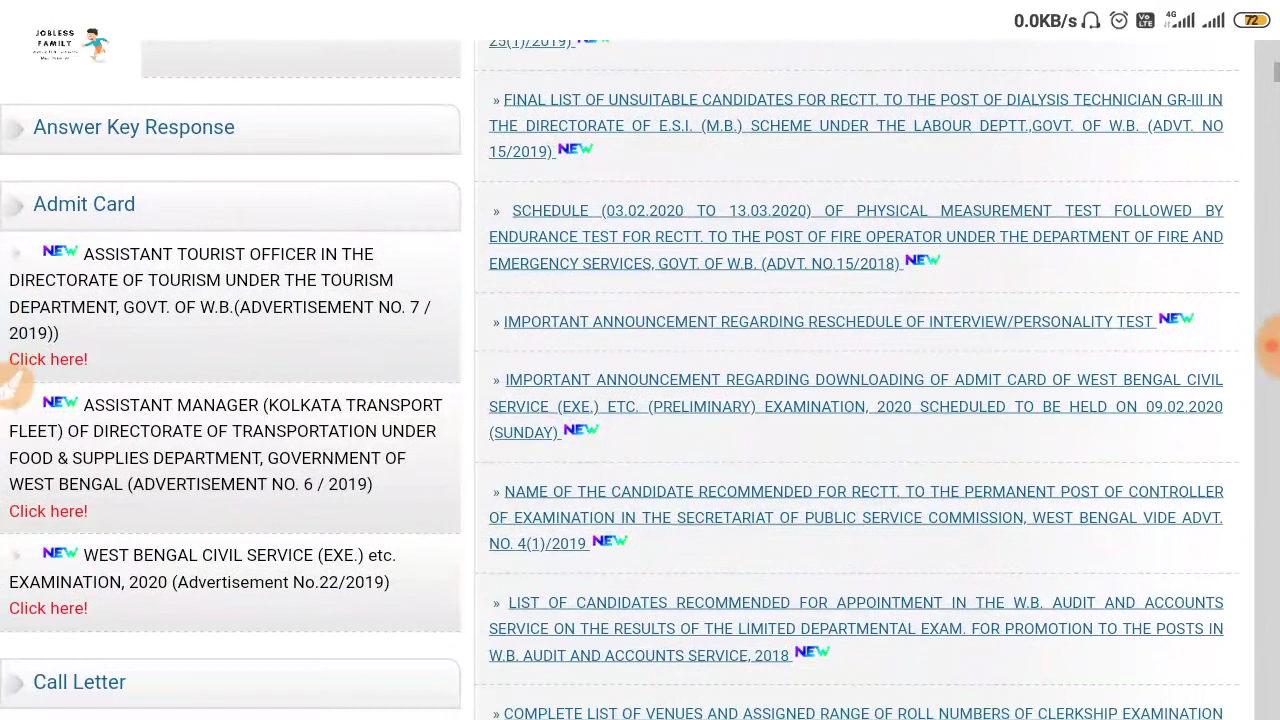 0.0KB/s
4G
Vo
LTE
72
JOBLESS
FAMILY
Answer Key Response
Admit Card
NEW ASSISTANT TOURIST OFFICER IN THE
DIRECTORATE OF TOURISM UNDER THE TOURISM
DEPARTMENT, GOVT. OF W.B.(ADVERTISEMENT NO. 7 /
2019))
Click here!
NEW ASSISTANT MANAGER (KOLKATA TRANSPORT
FLEET) OF DIRECTORATE OF TRANSPORTATION UNDER
FOOD & SUPPLIES DEPARTMENT, GOVERNMENT OF
WEST BENGAL (ADVERTISEMENT NO. 6 / 2019)
Click here!
NEW WEST BENGAL CIVIL SERVICE (EXE.) etc.
EXAMINATION, 2020 (Advertisement No.22/2019)
Click here!
Call Letter
25(1)/2019) NEW
» FINAL LIST OF UNSUITABLE CANDIDATES FOR RECTT. TO THE POST OF DIALYSIS TECHNICIAN GR-III IN
THE DIRECTORATE OF E.S.I. (M.B.) SCHEME UNDER THE LABOUR DEPTT.,GOVT. OF W.B. (ADVT. NO
15/2019) NEW
» SCHEDULE (03.02.2020 TO 13.03.2020) OF PHYSICAL MEASUREMENT TEST FOLLOWED BY
ENDURANCE TEST FOR RECTT. TO THE POST OF FIRE OPERATOR UNDER THE DEPARTMENT OF FIRE AND
EMERGENCY SERVICES, GOVT. OF W.B. (ADVT. NO.15/2018) NEW
» IMPORTANT ANNOUNCEMENT REGARDING RESCHEDULE OF INTERVIEW/PERSONALITY TEST NEW
» IMPORTANT ANNOUNCEMENT REGARDING DOWNLOADING OF ADMIT CARD OF WEST BENGAL CIVIL
SERVICE (EXE.) ETC. (PRELIMINARY) EXAMINATION, 2020 SCHEDULED TO BE HELD ON 09.02.2020
(SUNDAY) NEW
» NAME OF THE CANDIDATE RECOMMENDED FOR RECTT. TO THE PERMANENT POST OF CONTROLLER
OF EXAMINATION IN THE SECRETARIAT OF PUBLIC SERVICE COMMISSION, WEST BENGAL VIDE ADVT.
NO. 4(1)/2019 NEW
» LIST OF CANDIDATES RECOMMENDED FOR APPOINTMENT IN THE W.B. AUDIT AND ACCOUNTS
SERVICE ON THE RESULTS OF THE LIMITED DEPARTMENTAL EXAM. FOR PROMOTION TO THE POSTS IN
W.B. AUDIT AND ACCOUNTS SERVICE, 2018 NEW
» COMPLETE LIST OF VENUES AND ASSIGNED RANGE OF ROLL NUMBERS OF CLERKSHIP EXAMINATION